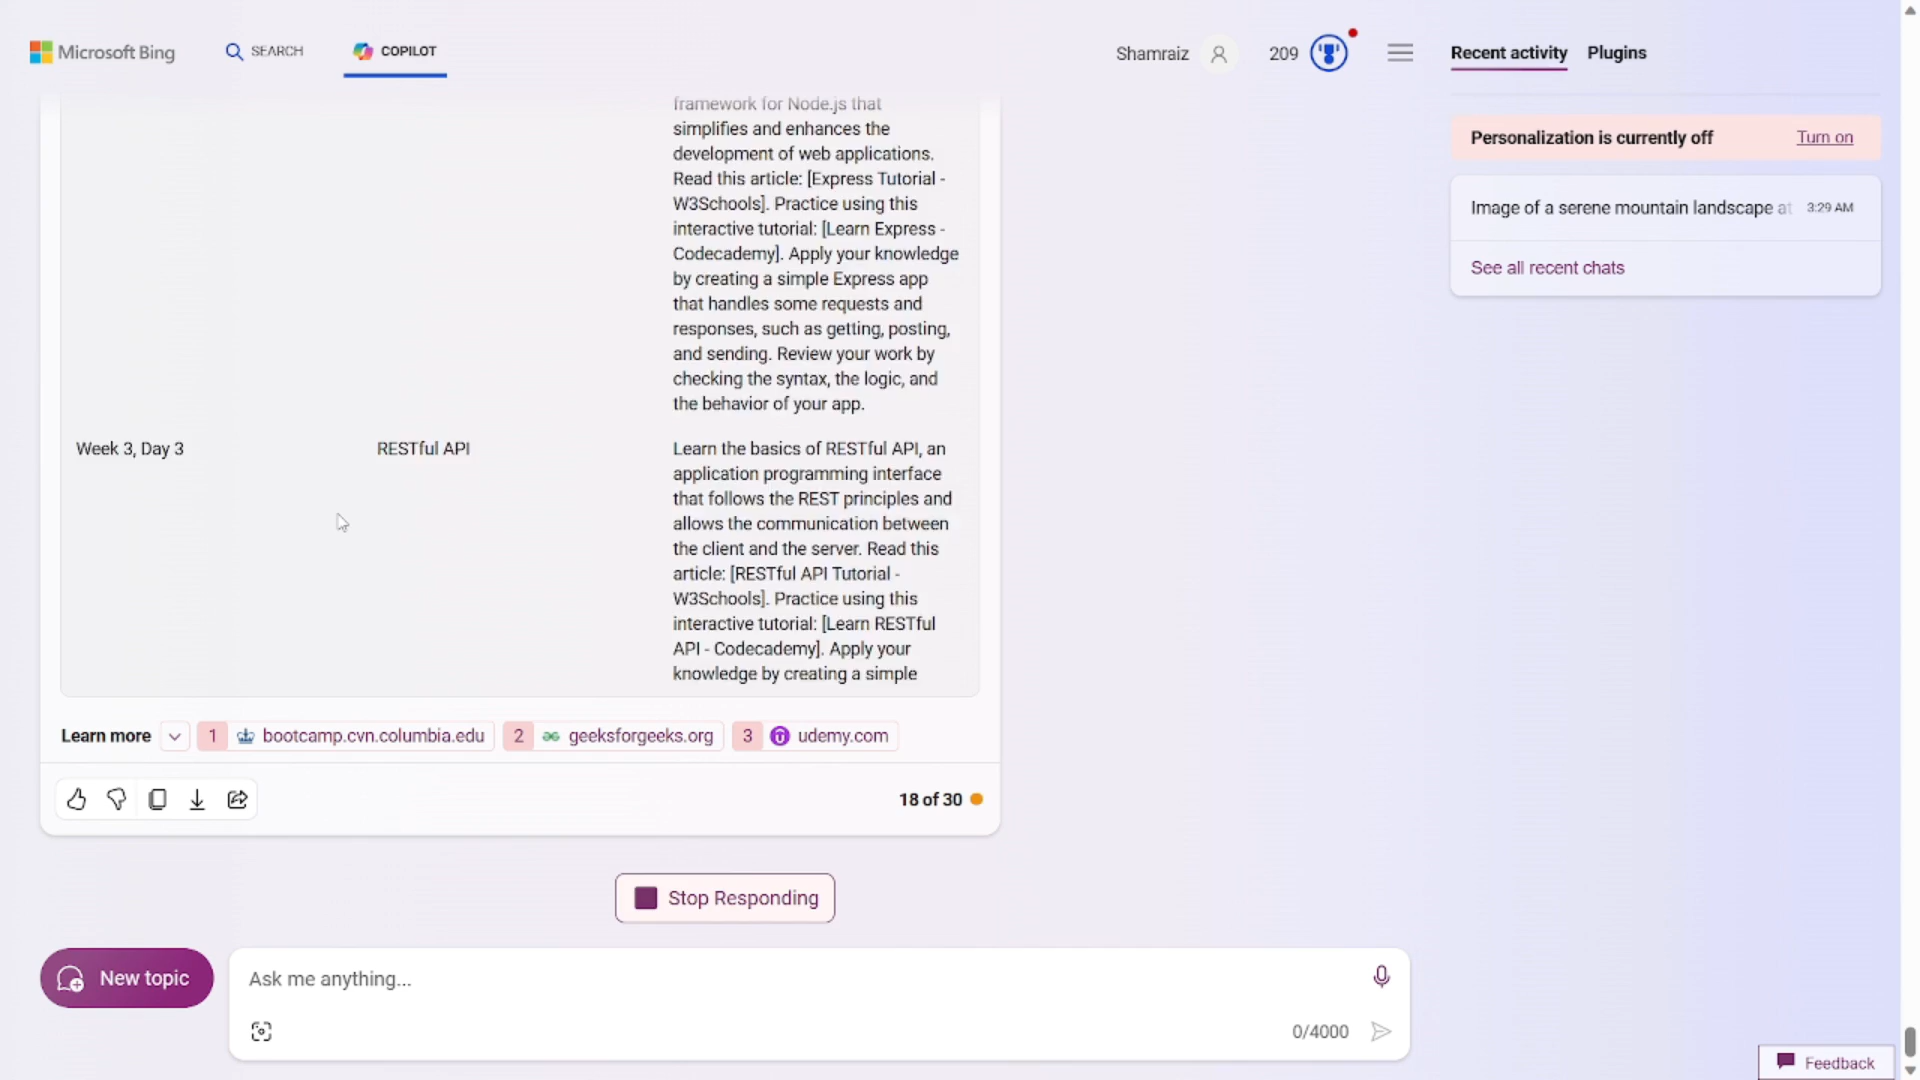 Microsoft Bing
SEARCH
COPILOT
Shamraiz
209
Recent activity
Plugins
framework for Node.js that
simplifies and enhances the
development of web applications.
Read this article: [Express Tutorial -
W3Schools]. Practice using this
interactive tutorial: [Learn Express -
Codecademy]. Apply your knowledge
by creating a simple Express app
that handles some requests and
responses, such as getting, posting,
and sending. Review your work by
checking the syntax, the logic, and
the behavior of your app.
Week 3, Day 3
RESTful API
Learn the basics of RESTful API, an
application programming interface
that follows the REST principles and
allows the communication between
the client and the server. Read this
article: [RESTful API Tutorial -
W3Schools]. Practice using this
interactive tutorial: [Learn RESTful
API - Codecademy]. Apply your
knowledge by creating a simple
Learn more
1 bootcamp.cvn.columbia.edu
2 geeksforgeeks.org
3 udemy.com
18 of 30
Stop Responding
New topic
Ask me anything...
0/4000
Personalization is currently off
Turn on
Image of a serene mountain landscape at
3:29 AM
See all recent chats
Feedback